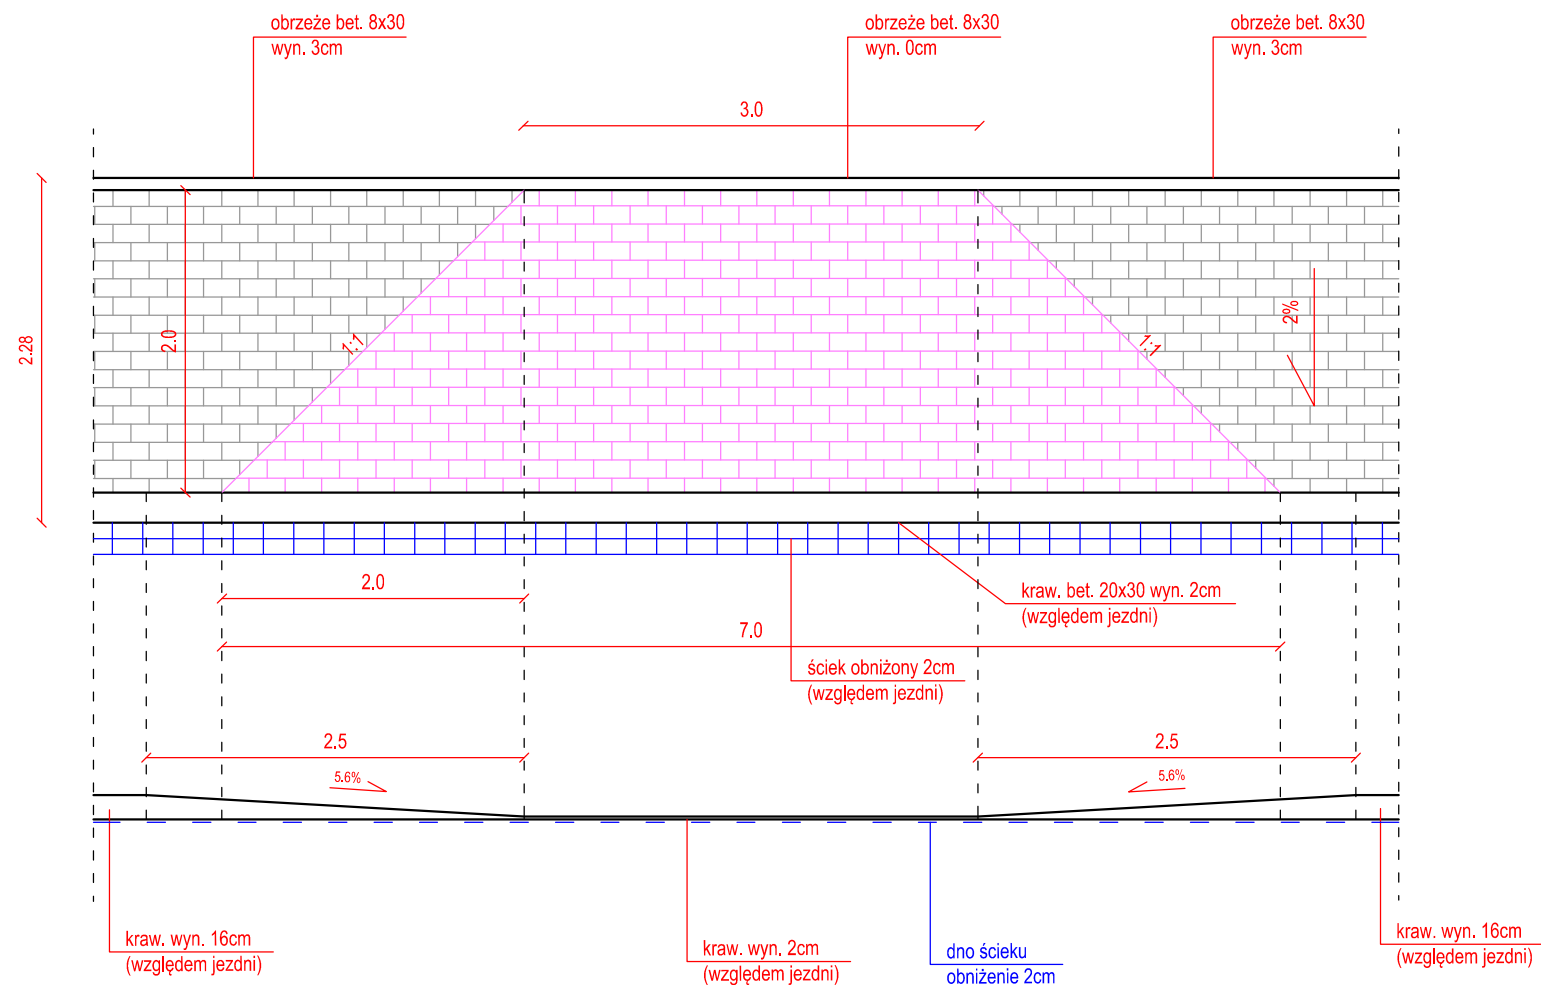 obrzeże bet. 8x30
wyn. 3cm
obrzeże bet. 8x30
wyn. 0cm
obrzeże bet. 8x30
wyn. 3cm
3.0
2.28
2.0
1:1
1:1
2%
2.0
kraw. bet. 20x30 wyn. 2cm
(względem jezdni)
7.0
ściek obniżony 2cm
(względem jezdni)
2.5
2.5
5.6%
5.6%
kraw. wyn. 16cm
(względem jezdni)
kraw. wyn. 2cm
(względem jezdni)
dno ścieku
obniżenie 2cm
kraw. wyn. 16cm
(względem jezdni)